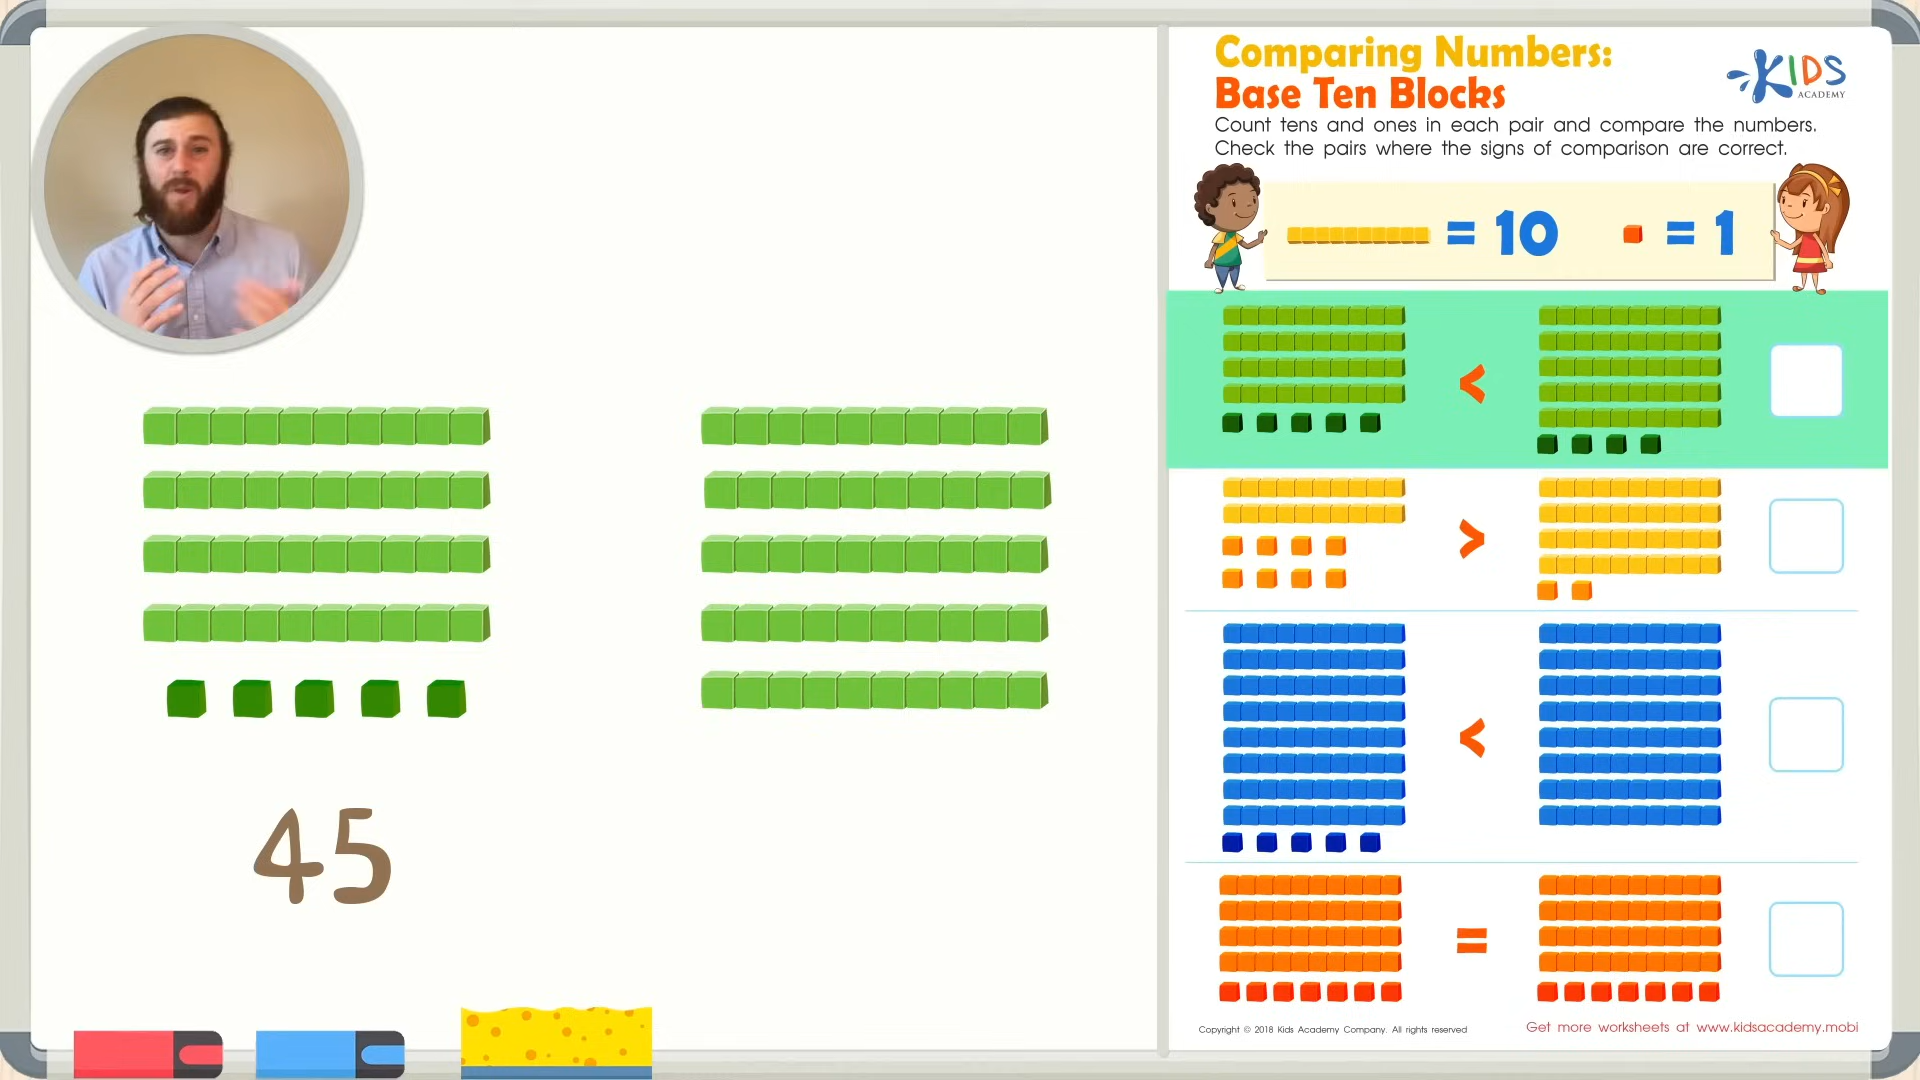 Comparing Numbers:
Base Ten Blocks
KIDS
ACADEMY
Count tens and ones in each pair and compare the numbers.
Check the pairs where the signs of comparison are correct.
= 10 = 1
<
>
<
=
45
Copyright © 2018 Kids Academy Company. All rights reserved
Get more worksheets at www.kidsacademy.mobi